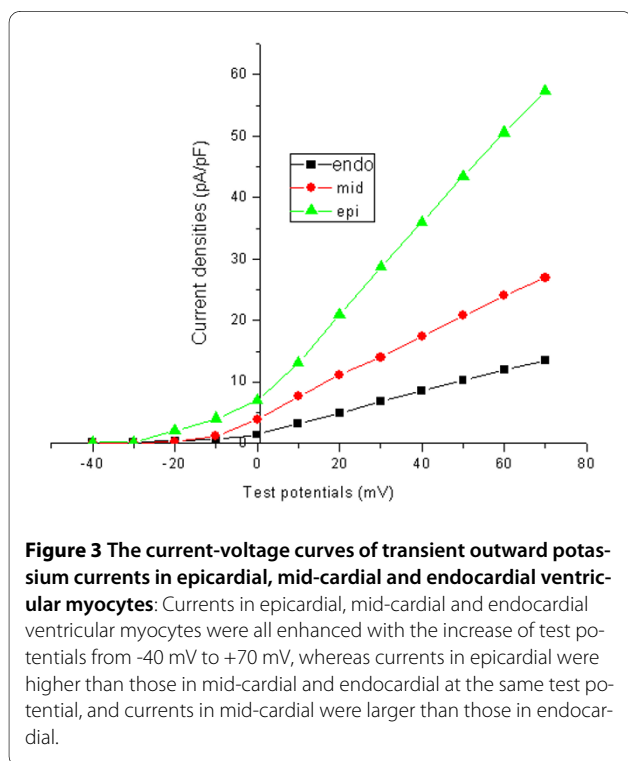 60
50
40
30
20
10
0
Current densities (pA/pF)
endo
mid
epi
-40
-20
0
20
40
60
80
Test potentials (mV)
Figure 3 The current-voltage curves of transient outward potas-
sium currents in epicardial, mid-cardial and endocardial ventric-
ular myocytes: Currents in epicardial, mid-cardial and endocardial
ventricular myocytes were all enhanced with the increase of test po-
tentials from -40 mV to +70 mV, whereas currents in epicardial were
higher than those in mid-cardial and endocardial at the same test po-
tential, and currents in mid-cardial were larger than those in endocar-
dial.